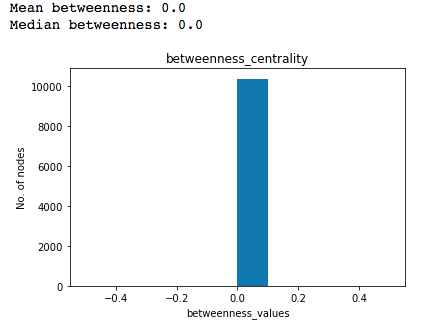 Mean betweenness: 0.0
Median betweenness: 0.0
betweenness_centrality
10000
8000
6000
4000
2000
0
No. of nodes
−0.4 −0.2 0.0 0.2 0.4
betweenness_values